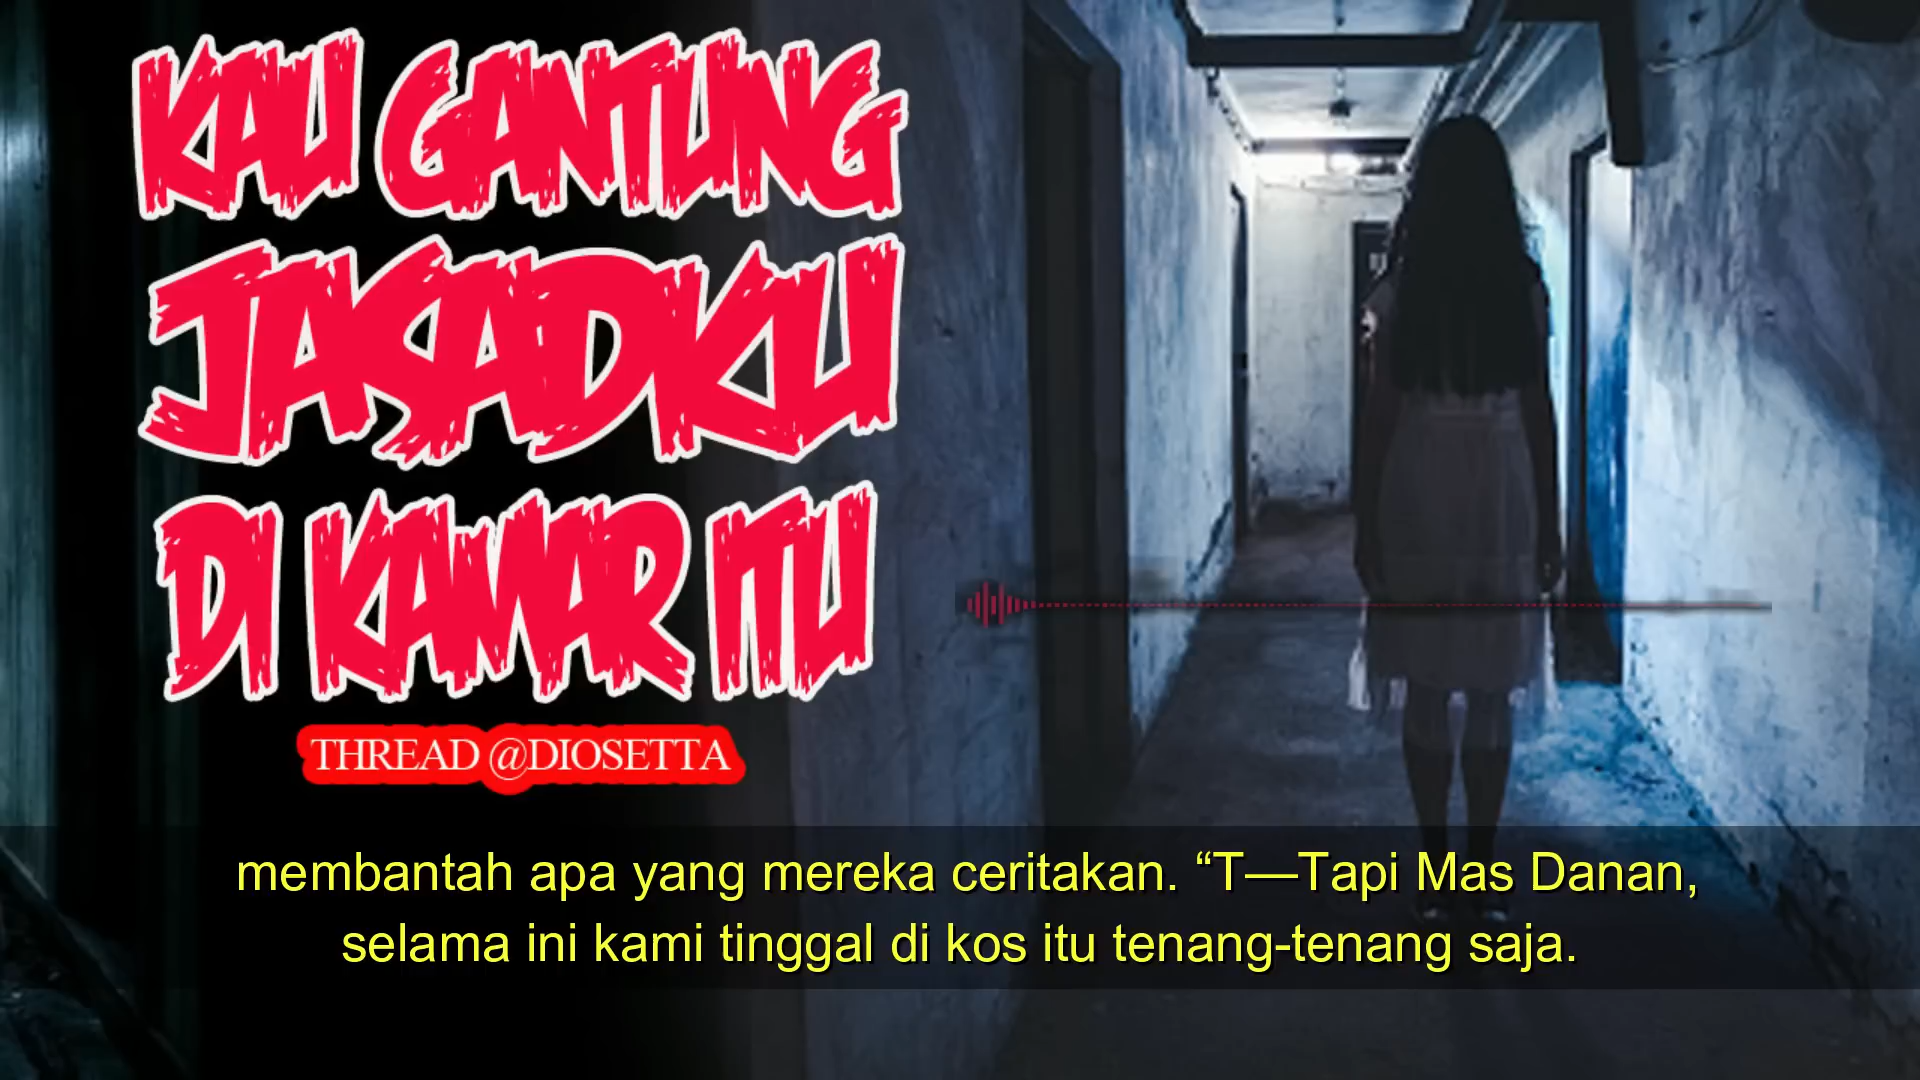 KAU GANTUNG
JASADKU
DI KAMAR ITU
THREAD @DIOSETTA
membantah apa yang mereka ceritakan. “T—Tapi Mas Danan,
selama ini kami tinggal di kos itu tenang-tenang saja.